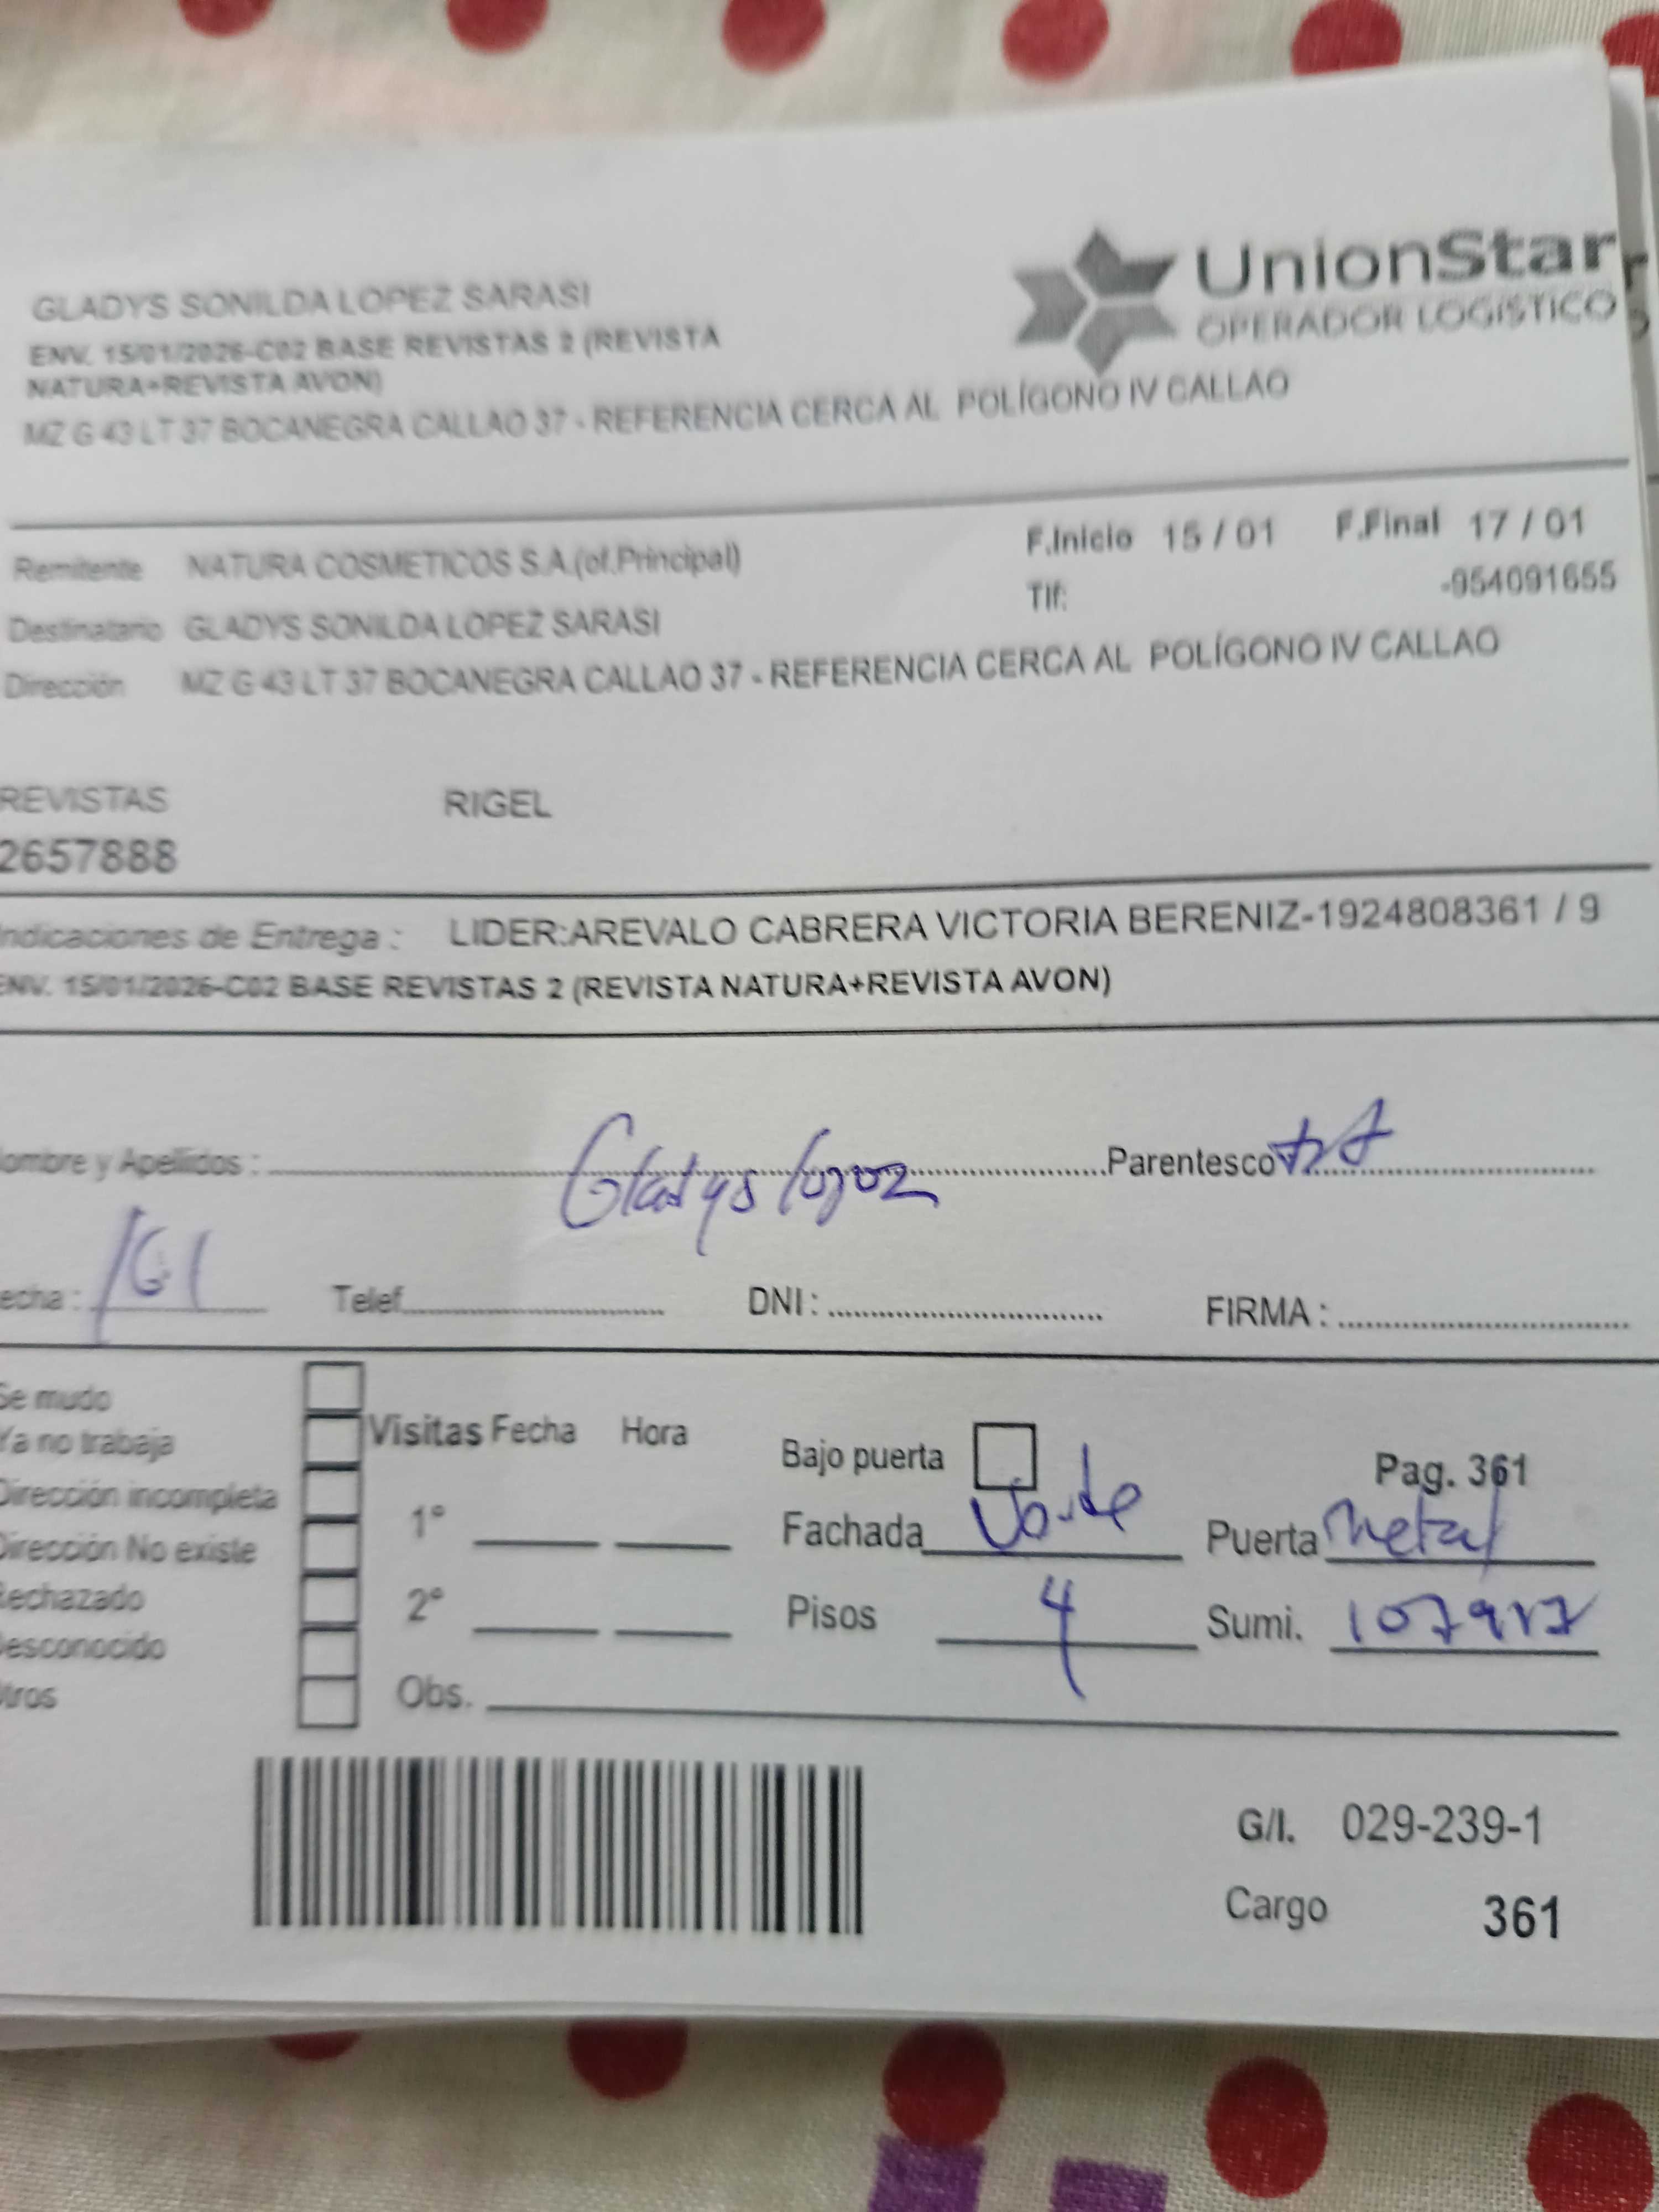 UnionStar
OPERADOR LOGÍSTICO
GLADYS SONILDA LOPEZ SARASI
ENV. 15/01/2026-C02 BASE REVISTAS 2 (REVISTA
NATURA+REVISTA AVON)
MZ G 43 LT 37 BOCANEGRA CALLAO 37 - REFERENCIA CERCA AL POLÍGONO IV CALLAO
Remitente NATURA COSMETICOS S.A.(of.Principal) F.Inicio 15 / 01 F.Final 17 / 01
Tlf: -954091655
Destinatario GLADYS SONILDA LOPEZ SARASI
Dirección MZ G 43 LT 37 BOCANEGRA CALLAO 37 - REFERENCIA CERCA AL POLÍGONO IV CALLAO
REVISTAS RIGEL
2657888
Indicaciones de Entrega : LIDER:AREVALO CABRERA VICTORIA BERENIZ-1924808361 / 9
ENV. 15/01/2026-C02 BASE REVISTAS 2 (REVISTA NATURA+REVISTA AVON)
ombre y Apellidos : Gladys Lopez Parentesco
echa : Telef. DNI : FIRMA :
Se mudo
Ya no trabaja
Dirección incompleta
Dirección No existe
Rechazado
Desconocido
Otros
Visitas Fecha Hora
1°
2°
Obs.
Bajo puerta Pag. 361
Fachada Puerta Metal
Pisos 4 Sumi.
G/I. 029-239-1
Cargo 361